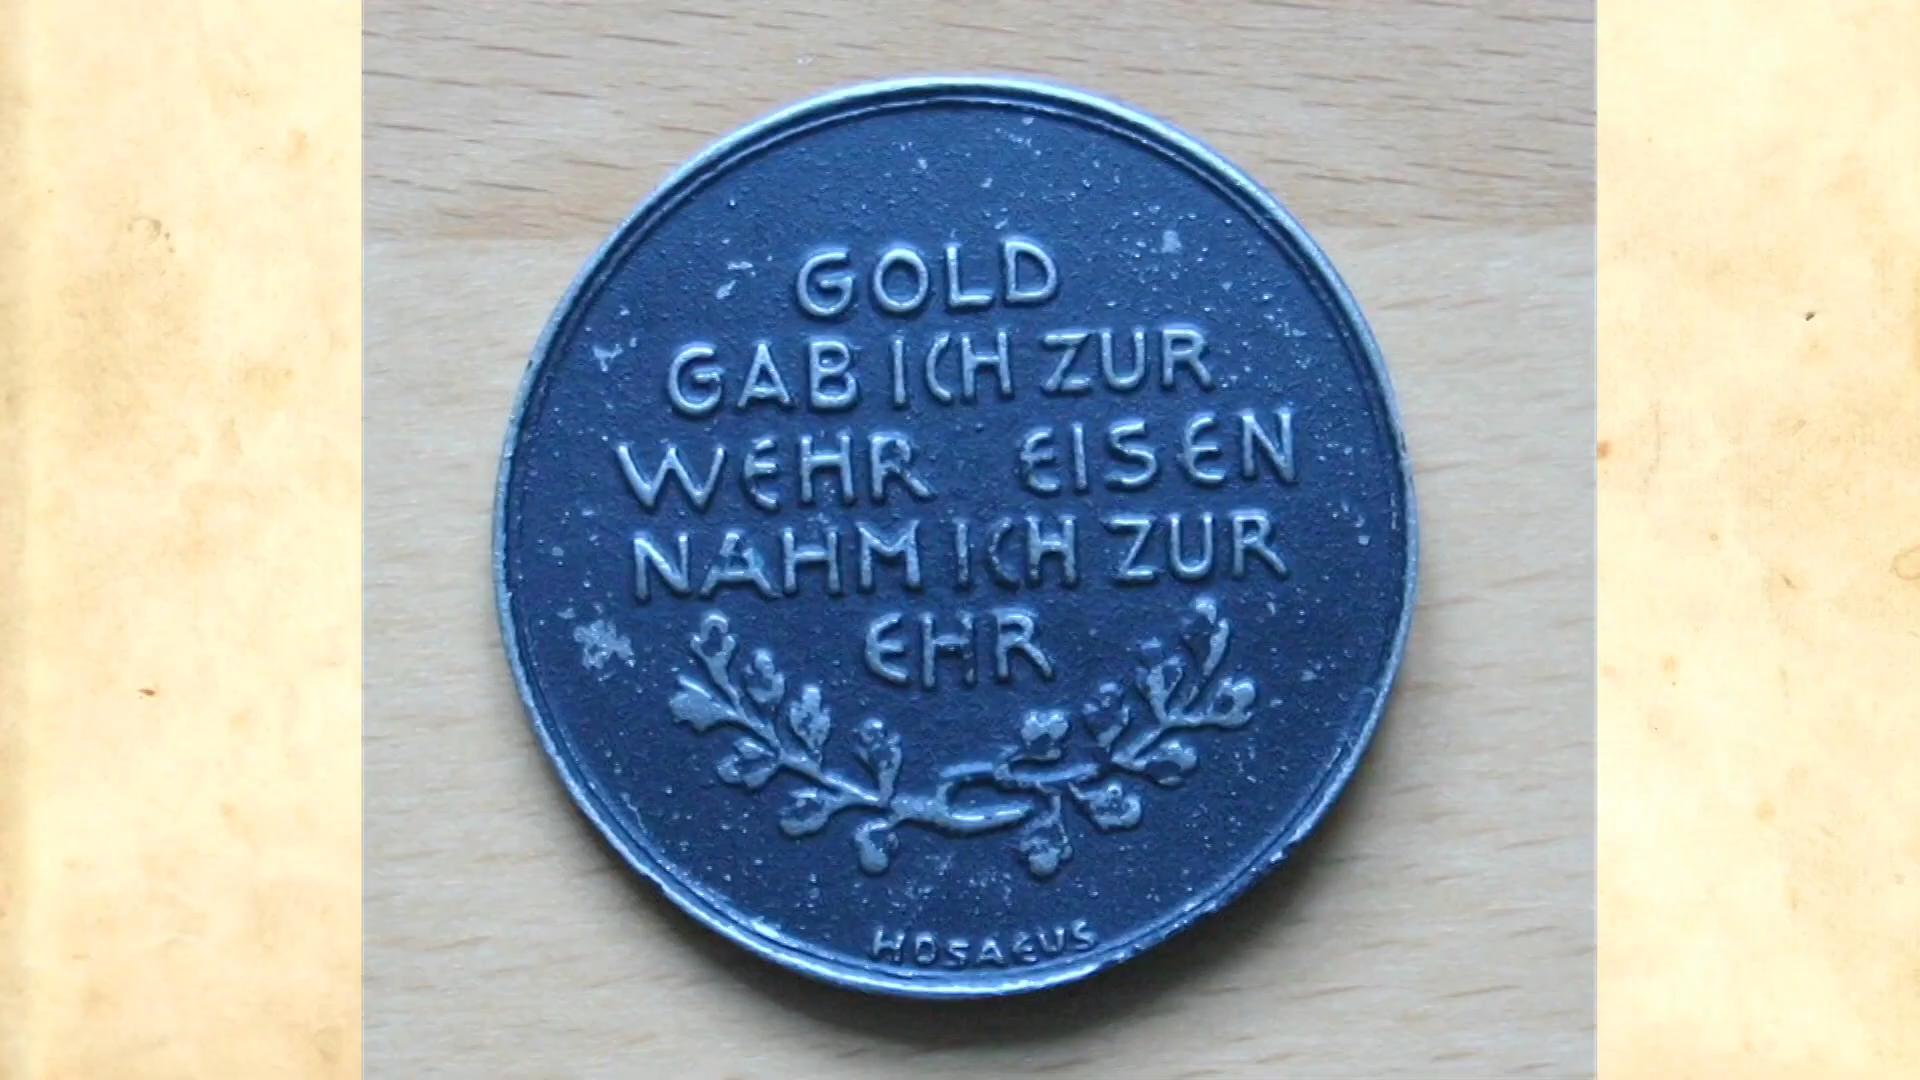 GOLD
GAB ICH ZUR
WEHR EISEN
NAHM ICH ZUR
EHR
HOSAEUS